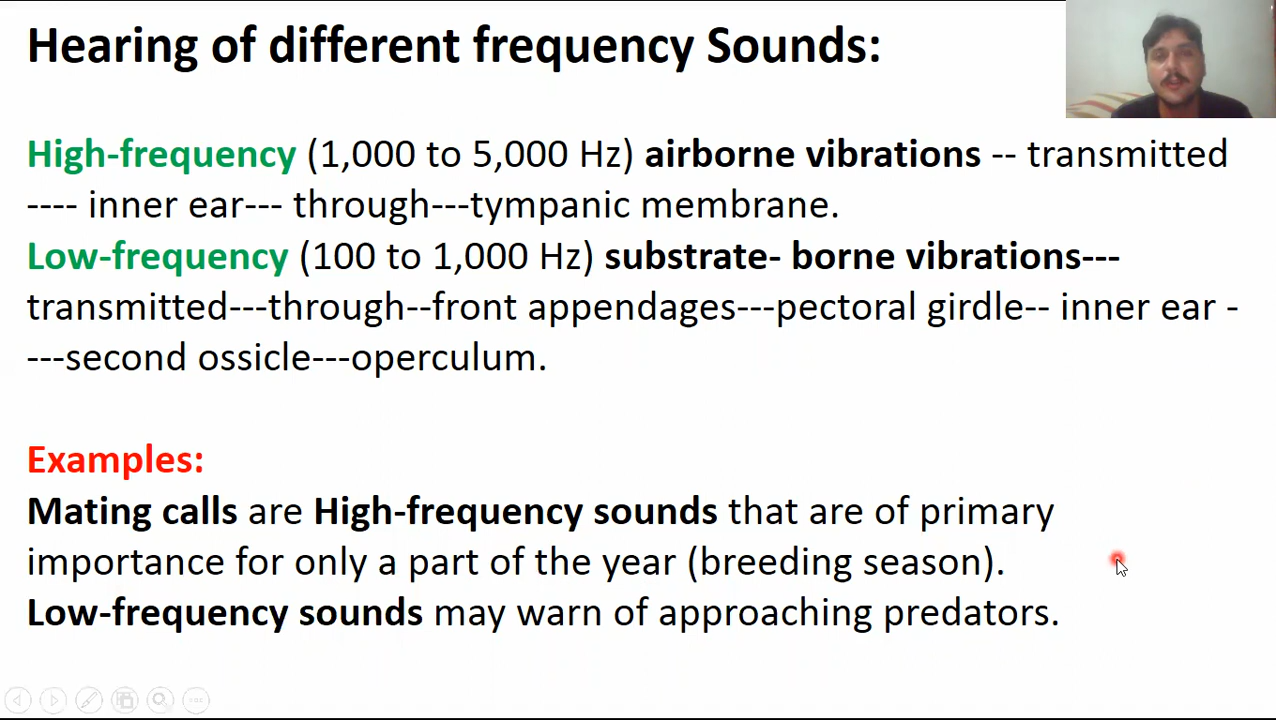 Hearing of different frequency Sounds:
High-frequency (1,000 to 5,000 Hz) airborne vibrations -- transmitted
---- inner ear--- through---tympanic membrane.
Low-frequency (100 to 1,000 Hz) substrate- borne vibrations---
transmitted---through--front appendages---pectoral girdle-- inner ear -
---second ossicle---operculum.
Examples:
Mating calls are High-frequency sounds that are of primary
importance for only a part of the year (breeding season).
Low-frequency sounds may warn of approaching predators.